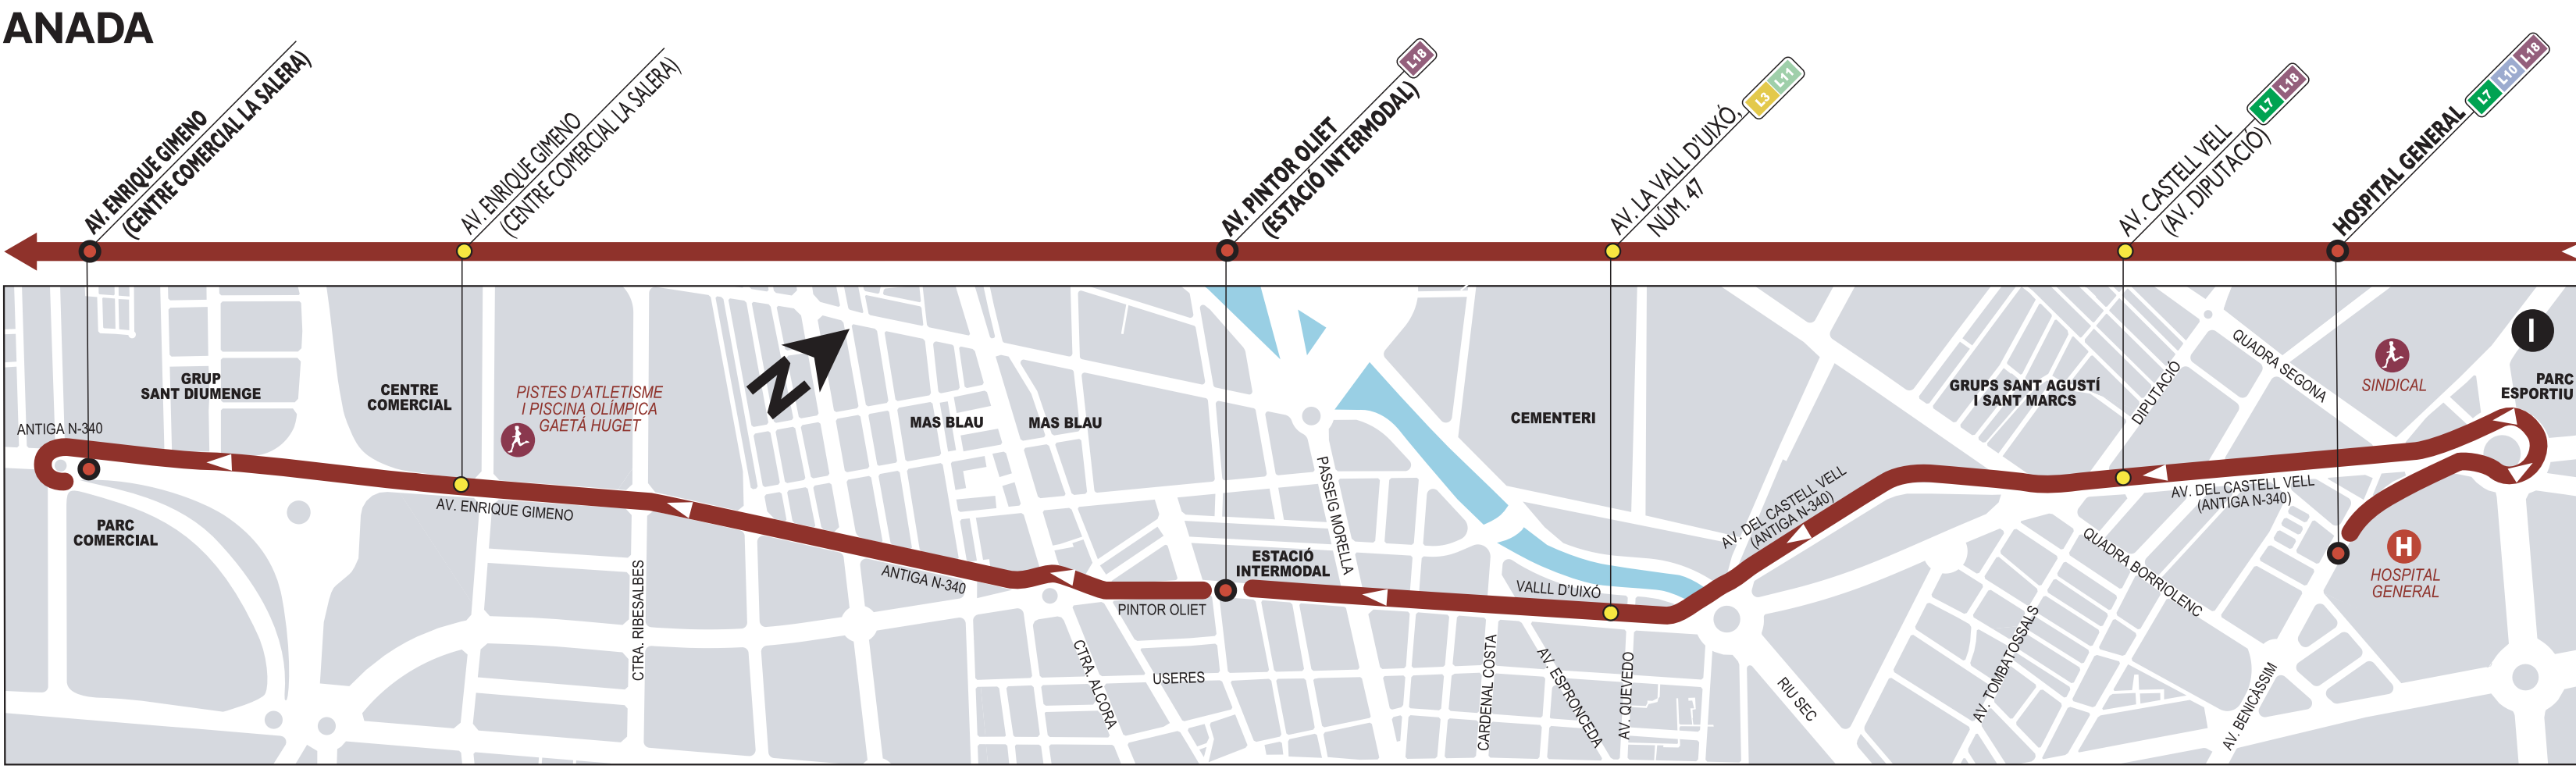 ANADA
AV. ENRIQUE GIMENO
(CENTRE COMERCIAL LA SALERA)
AV. ENRIQUE GIMENO
(CENTRE COMERCIAL LA SALERA)
AV. PINTOR OLIET
(ESTACIÓ INTERMODAL)
L18
AV. LA VALL D'UIXÓ,
NÚM. 47
L3 L11
AV. CASTELL VELL
(AV. DIPUTACIÓ)
L7 L18
HOSPITAL GENERAL
L7 L10 L18
ANTIGA N-340
GRUP
SANT DIUMENGE
PARC
COMERCIAL
CENTRE
COMERCIAL
PISTES D'ATLETISME
I PISCINA OLÍMPICA
GAETÁ HUGET
AV. ENRIQUE GIMENO
CTRA. RIBESALBES
N
MAS BLAU
MAS BLAU
ANTIGA N-340
PINTOR OLIET
CTRA. ALCORA
USERES
ESTACIÓ
INTERMODAL
PASSEIG MORELLA
CEMENTERI
VALLL D'UIXÓ
CARDENAL COSTA
AV. ESPRONCEDA
AV. QUEVEDO
RIU SEC
AV. DEL CASTELL VELL
(ANTIGA N-340)
GRUPS SANT AGUSTÍ
I SANT MARCS
DIPUTACIÓ
QUADRA SEGONA
SINDICAL
I
PARC
ESPORTIU
AV. DEL CASTELL VELL
(ANTIGA N-340)
QUADRA BORRIOLENC
AV. TOMBATOSSALS
AV. BENICÀSSIM
H
HOSPITAL
GENERAL